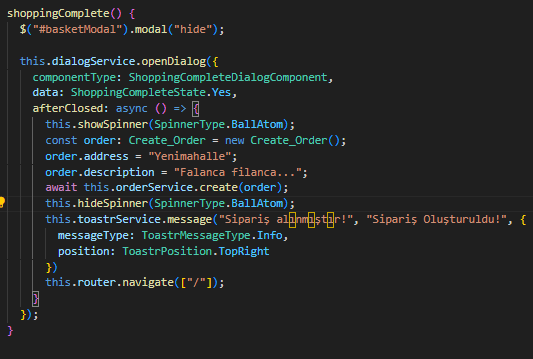 shoppingComplete() {
$("#basketModal").modal("hide");
this.dialogService.openDialog({
componentType: ShoppingCompleteDialogComponent,
data: ShoppingCompleteState.Yes,
afterClosed: async () => {
this.showSpinner(SpinnerType.BallAtom);
const order: Create_Order = new Create_Order();
order.address = "Yenimahalle";
order.description = "Falanca filanca...";
await this.orderService.create(order);
this.hideSpinner(SpinnerType.BallAtom);
this.toastrService.message("Sipariş alınmıştır!", "Sipariş Oluşturuldu!", {
messageType: ToastrMessageType.Info,
position: ToastrPosition.TopRight
})
this.router.navigate(["/"]);
}
});
}